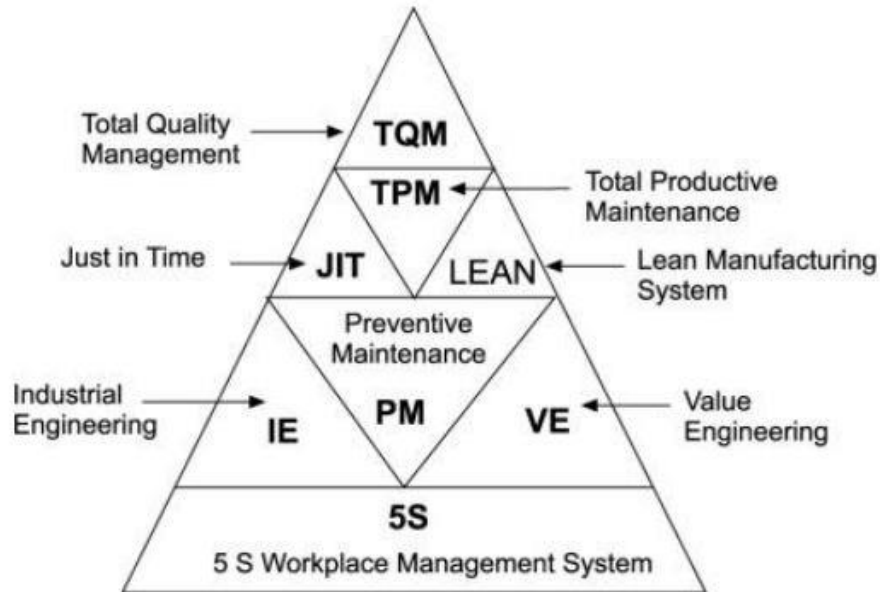 Total Quality
Management
TQM
TPM
Total Productive
Maintenance
Just in Time
JIT
LEAN
Lean Manufacturing
System
Preventive
Maintenance
Industrial
Engineering
IE
PM
VE
Value
Engineering
5S
5 S Workplace Management System